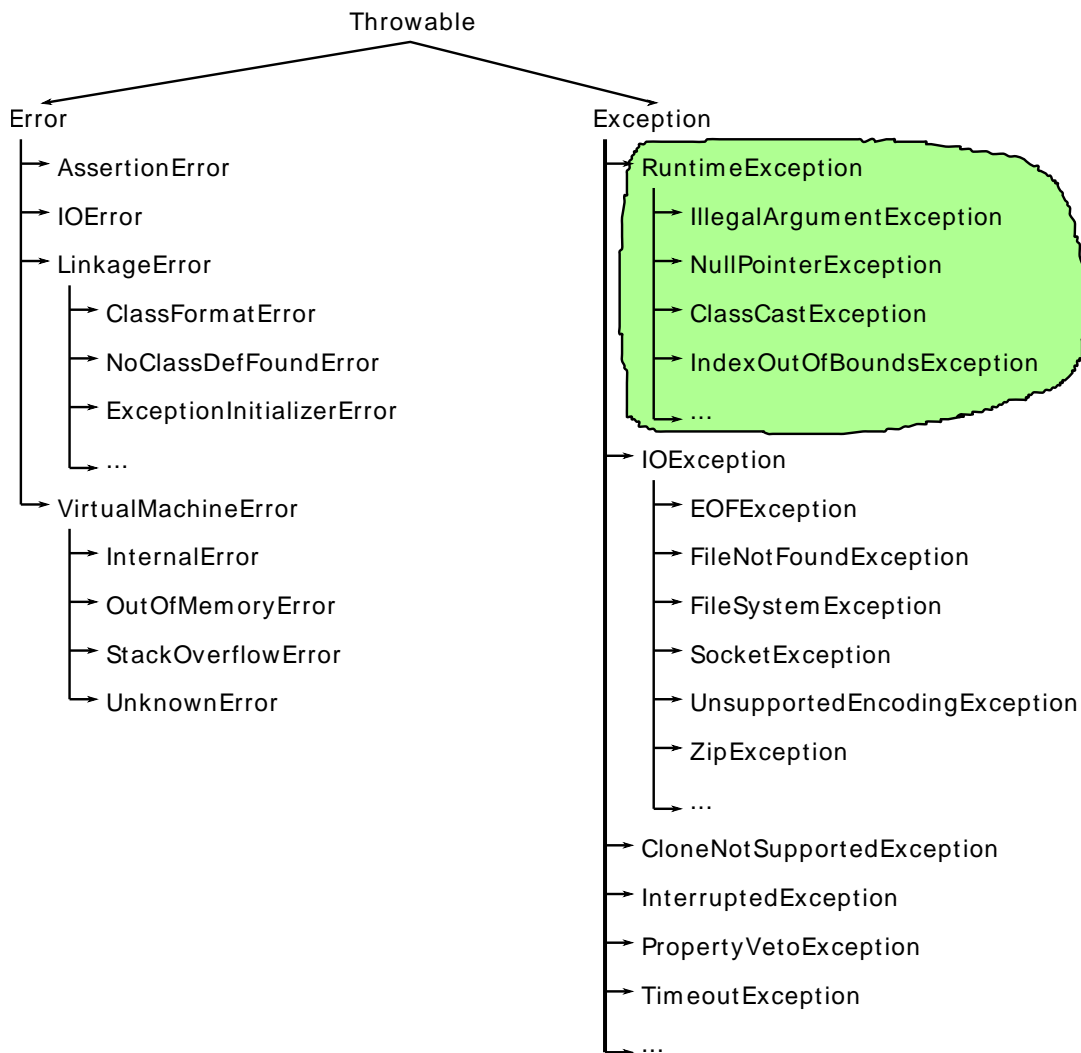 Throwable
Error
AssertionError
IOError
LinkageError
ClassFormatError
NoClassDefFoundError
ExceptionInitializerError
...
VirtualMachineError
InternalError
OutOfMemoryError
StackOverflowError
UnknownError
Exception
RuntimeException
IllegalArgumentException
NullPointerException
ClassCastException
IndexOutOfBoundsException
...
IOException
EOFException
FileNotFoundException
FileSystemException
SocketException
UnsupportedEncodingException
ZipException
...
CloneNotSupportedException
InterruptedException
PropertyVetoException
TimeoutException
...